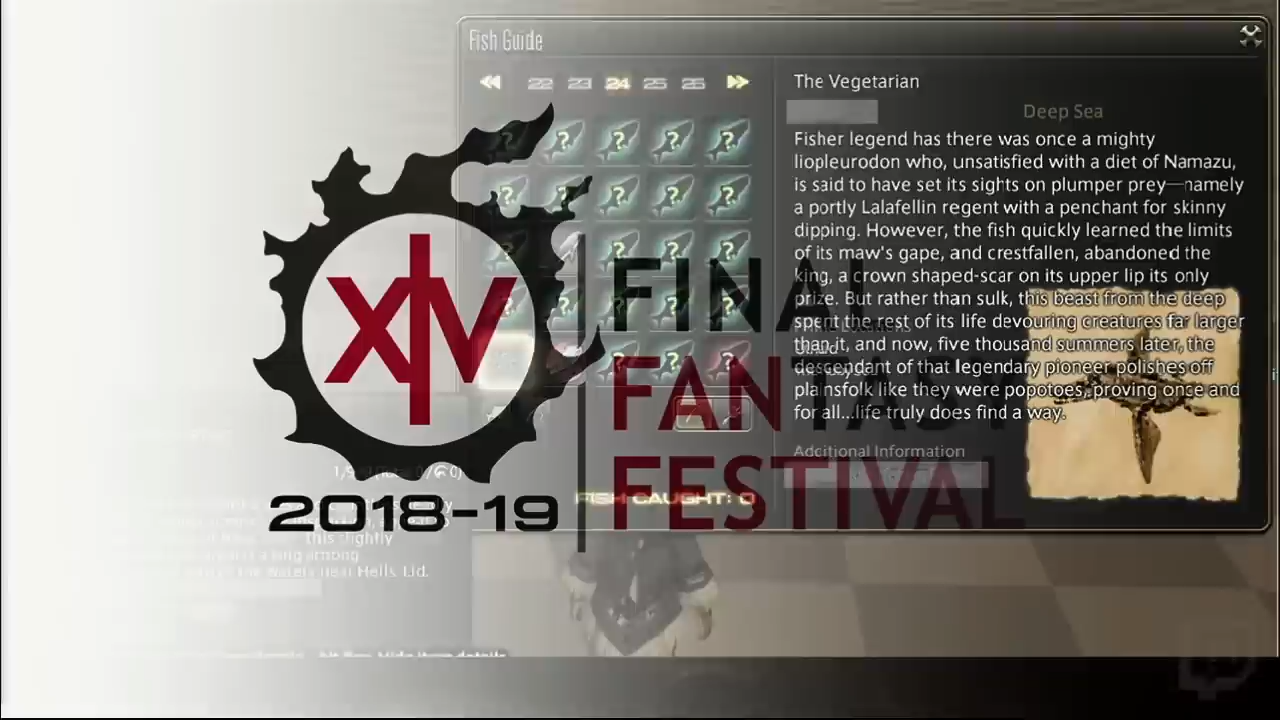 Fish Guide
22 23 24 25 26
The Vegetarian
Deep Sea
Fisher legend has there was once a mighty
liopleurodon who, unsatisfied with a diet of Namazu,
is said to have set its sights on plumper prey—namely
a portly Lalafellin regent with a penchant for skinny
dipping. However, the fish quickly learned the limits
of its maw's gape, and crestfallen, abandoned the
king, a crown shaped-scar on its upper lip its only
prize. But rather than sulk, this beast from the deep
spent the rest of its life devouring creatures far larger
than it, and now, five thousand summers later, the
descendant of that legendary pioneer polishes off
plainsfolk like they were popotoes, proving once and
for all...life truly does find a way.
Additional Information
FISH CAUGHT: 0
XIV
FINAL
FANTASY
FESTIVAL
2018-19
this slightly
Hells' Lid.